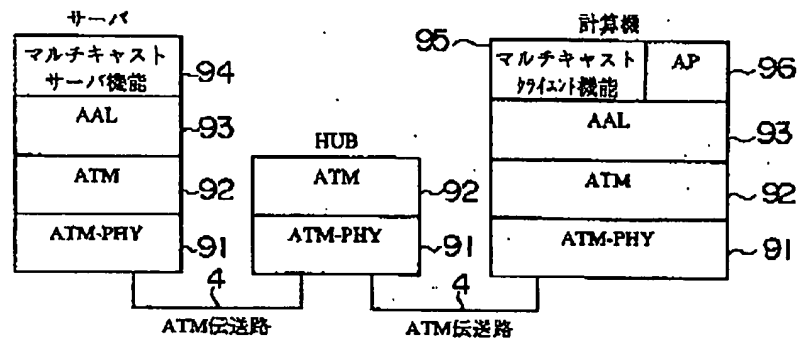 サーバ
マルチキャスト
サーバ機能
94
AAL
93
ATM
92
ATM-PHY
91
HUB
ATM
92
ATM-PHY
91
計算機
95
マルチキャスト
クライエント機能
AP
96
AAL
93
ATM
92
ATM-PHY
91
4
ATM伝送路
4
ATM伝送路